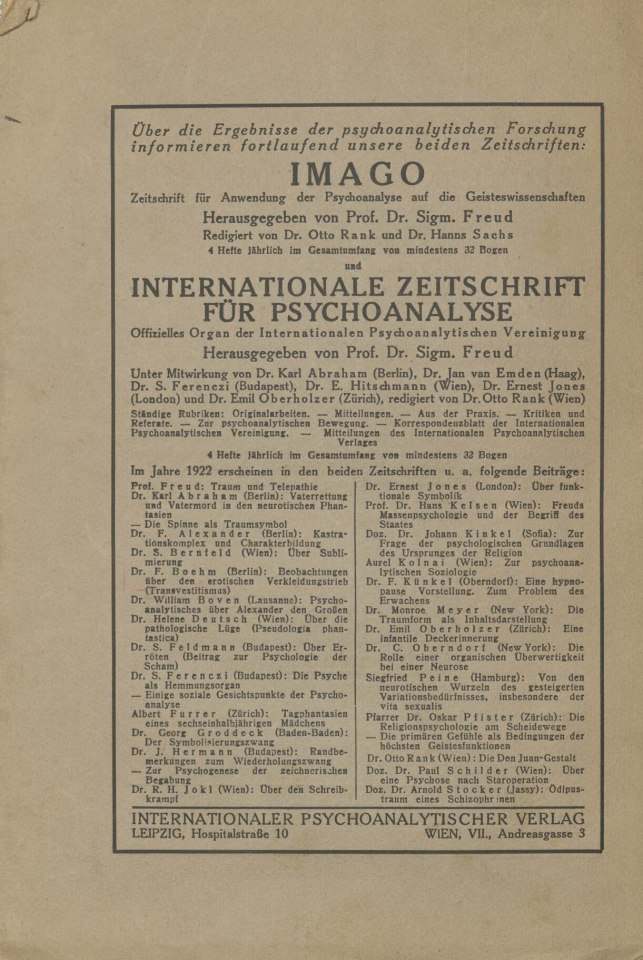 Über die Ergebnisse der psychoanalytischen Forschung
informieren fortlaufend unsere beiden Zeitschriften:
IMAGO
Zeitschrift für Anwendung der Psychoanalyse auf die Geisteswissenschaften
Herausgegeben von Prof. Dr. Sigm. Freud
Redigiert von Dr. Otto Rank und Dr. Hanns Sachs
4 Hefte jährlich im Gesamtumfang von mindestens 32 Bogen
und
INTERNATIONALE ZEITSCHRIFT
FÜR PSYCHOANALYSE
Offizielles Organ der Internationalen Psychoanalytischen Vereinigung
Herausgegeben von Prof. Dr. Sigm. Freud
Unter Mitwirkung von Dr. Karl Abraham (Berlin), Dr. Jan van Emden (Haag),
Dr. S. Ferenczi (Budapest), Dr. E. Hitschmann (Wien), Dr. Ernest Jones
(London) und Dr. Emil Oberholzer (Zürich), redigiert von Dr. Otto Rank (Wien)
Ständige Rubriken: Originalarbeiten. — Mitteilungen. — Aus der Praxis. — Kritiken und
Referate. — Zur psychoanalytischen Bewegung. — Korrespondenzblatt der Internationalen
Psychoanalytischen Vereinigung. — Mitteilungen des Internationalen Psychoanalytischen
Verlages
4 Hefte jährlich im Gesamtumfang von mindestens 32 Bogen
Im Jahre 1922 erscheinen in den beiden Zeitschriften u. a. folgende Beiträge:
Prof. Freud: Traum und Telepathie
Dr. Karl Abraham (Berlin): Vaterrettung
und Vatermord in den neurotischen Phan-
tasien
— Die Spinne als Traumsymbol
Dr. F. Alexander (Berlin): Kastra-
tionskomplex und Charakterbildung
Dr. S. Bernfeld (Wien): Über Subli-
mierung
Dr. F. Boehm (Berlin): Beobachtungen
über den erotischen Verkleidungstrieb
(Transvestitismus)
Dr. William Boven (Lausanne): Psycho-
analytisches über Alexander den Großen
Dr. Helene Deutsch (Wien): Über die
pathologische Lüge (Pseudologia phan-
tastica)
Dr. S. Feldmann (Budapest): Über Er-
röten (Beitrag zur Psychologie der
Scham)
Dr. S. Ferenczi (Budapest): Die Psyche
als Hemmungsorgan
— Einige soziale Gesichtspunkte der Psycho-
analyse
Albert Furrer (Zürich): Tagphantasien
eines sechseinhalbjährigen Mädchens
Dr. Georg Groddeck (Baden-Baden):
Der Symbolisierungszwang
Dr. J. Hermann (Budapest): Randbe-
merkungen zum Wiederholungszwang
— Zur Psychogenese der zeichnerischen
Begabung
Dr. R. H. Jokl (Wien): Über den Schreib-
krampf
Dr. Ernest Jones (London): Über funk-
tionale Symbolik
Prof. Dr. Hans Kelsen (Wien): Freuds
Massenpsychologie und der Begriff des
Staates
Doz. Dr. Johann Kinkel (Sofia): Zur
Frage der psychologischen Grundlagen
des Ursprunges der Religion
Aurel Kolnai (Wien): Zur psychoana-
lytischen Soziologie
Dr. F. Künkel (Oberndorf): Eine hypno-
pause Vorstellung. Zum Problem des
Erwachens
Dr. Monroe Meyer (New York): Die
Traumform als Inhaltsdarstellung
Dr. Emil Oberholzer (Zürich): Eine
infantile Deckerinnerung
Dr. C. Oberndorf (New York): Die
Rolle einer organischen Überwertigkeit
bei einer Neurose
Siegfried Peine (Hamburg): Von den
neurotischen Wurzeln des gesteigerten
Variationsbedürfnisses, insbesondere der
vita sexualis
Pfarrer Dr. Oskar Pfister (Zürich): Die
Religionspsychologie am Scheidewege
— Die primären Gefühle als Bedingungen der
höchsten Geistesfunktionen
Dr. Otto Rank (Wien): Die Don Juan-Gestalt
Doz. Dr. Paul Schilder (Wien): Über
eine Psychose nach Staroperation
Doz. Dr. Arnold Stocker (Jassy): Ödipus-
traum eines Schizophrenen
INTERNATIONALER PSYCHOANALYTISCHER VERLAG
LEIPZIG, Hospitalstraße 10 WIEN, VII., Andreasgasse 3